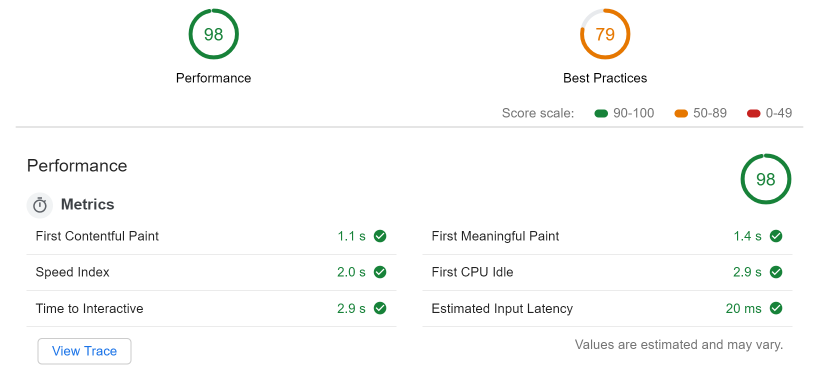 98
79
Performance
Best Practices
Score scale: 90-100 50-89 0-49
Performance
98
Metrics
First Contentful Paint 1.1 s
First Meaningful Paint 1.4 s
Speed Index 2.0 s
First CPU Idle 2.9 s
Time to Interactive 2.9 s
Estimated Input Latency 20 ms
View Trace
Values are estimated and may vary.